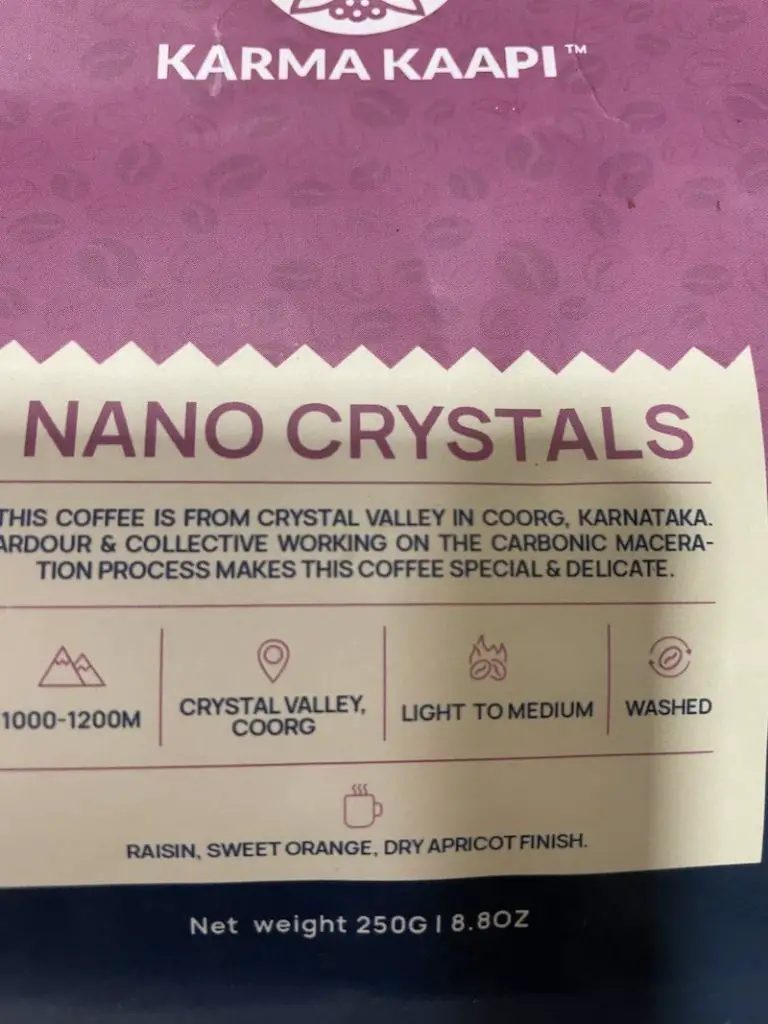 KARMA KAAPI™
NANO CRYSTALS
THIS COFFEE IS FROM CRYSTAL VALLEY IN COORG, KARNATAKA.
ARDOUR & COLLECTIVE WORKING ON THE CARBONIC MACERA-
TION PROCESS MAKES THIS COFFEE SPECIAL & DELICATE.
1000-1200M
CRYSTAL VALLEY,
COORG
LIGHT TO MEDIUM
WASHED
RAISIN, SWEET ORANGE, DRY APRICOT FINISH.
Net weight 250G | 8.8OZ